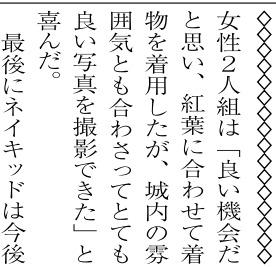 ◇◇◇◇◇◇◇◇◇◇◇◇◇◇◇◇◇
女性２人組は「良い機会だ
と思い、紅葉に合わせて着
物を着用したが、城内の雰
囲気とも合わさってとても
良い写真を撮影できた」と
喜んだ。
　最後にネイキッドは今後